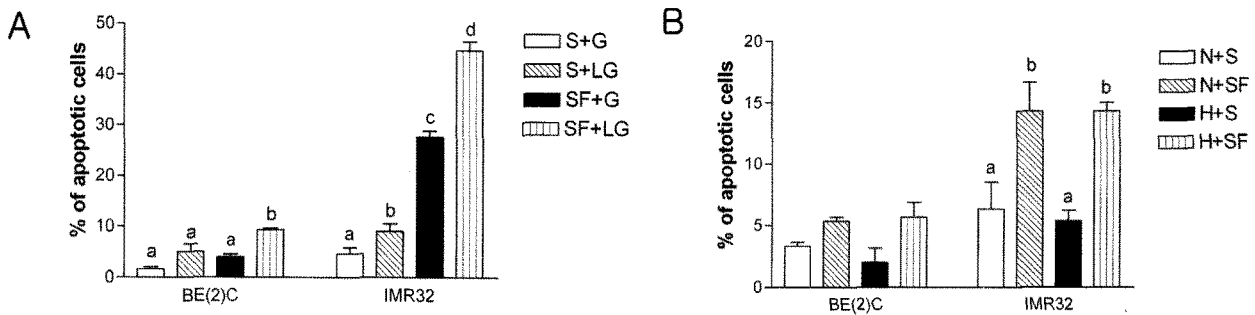 A
% of apoptotic cells
50
40
30
20
10
0
a
a
a
b
a
b
c
d
BE(2)C
IMR32
S+G
S+LG
SF+G
SF+LG
B
% of apoptotic cells
20
15
10
5
0
a
b
a
b
BE(2)C
IMR32
N+S
N+SF
H+S
H+SF